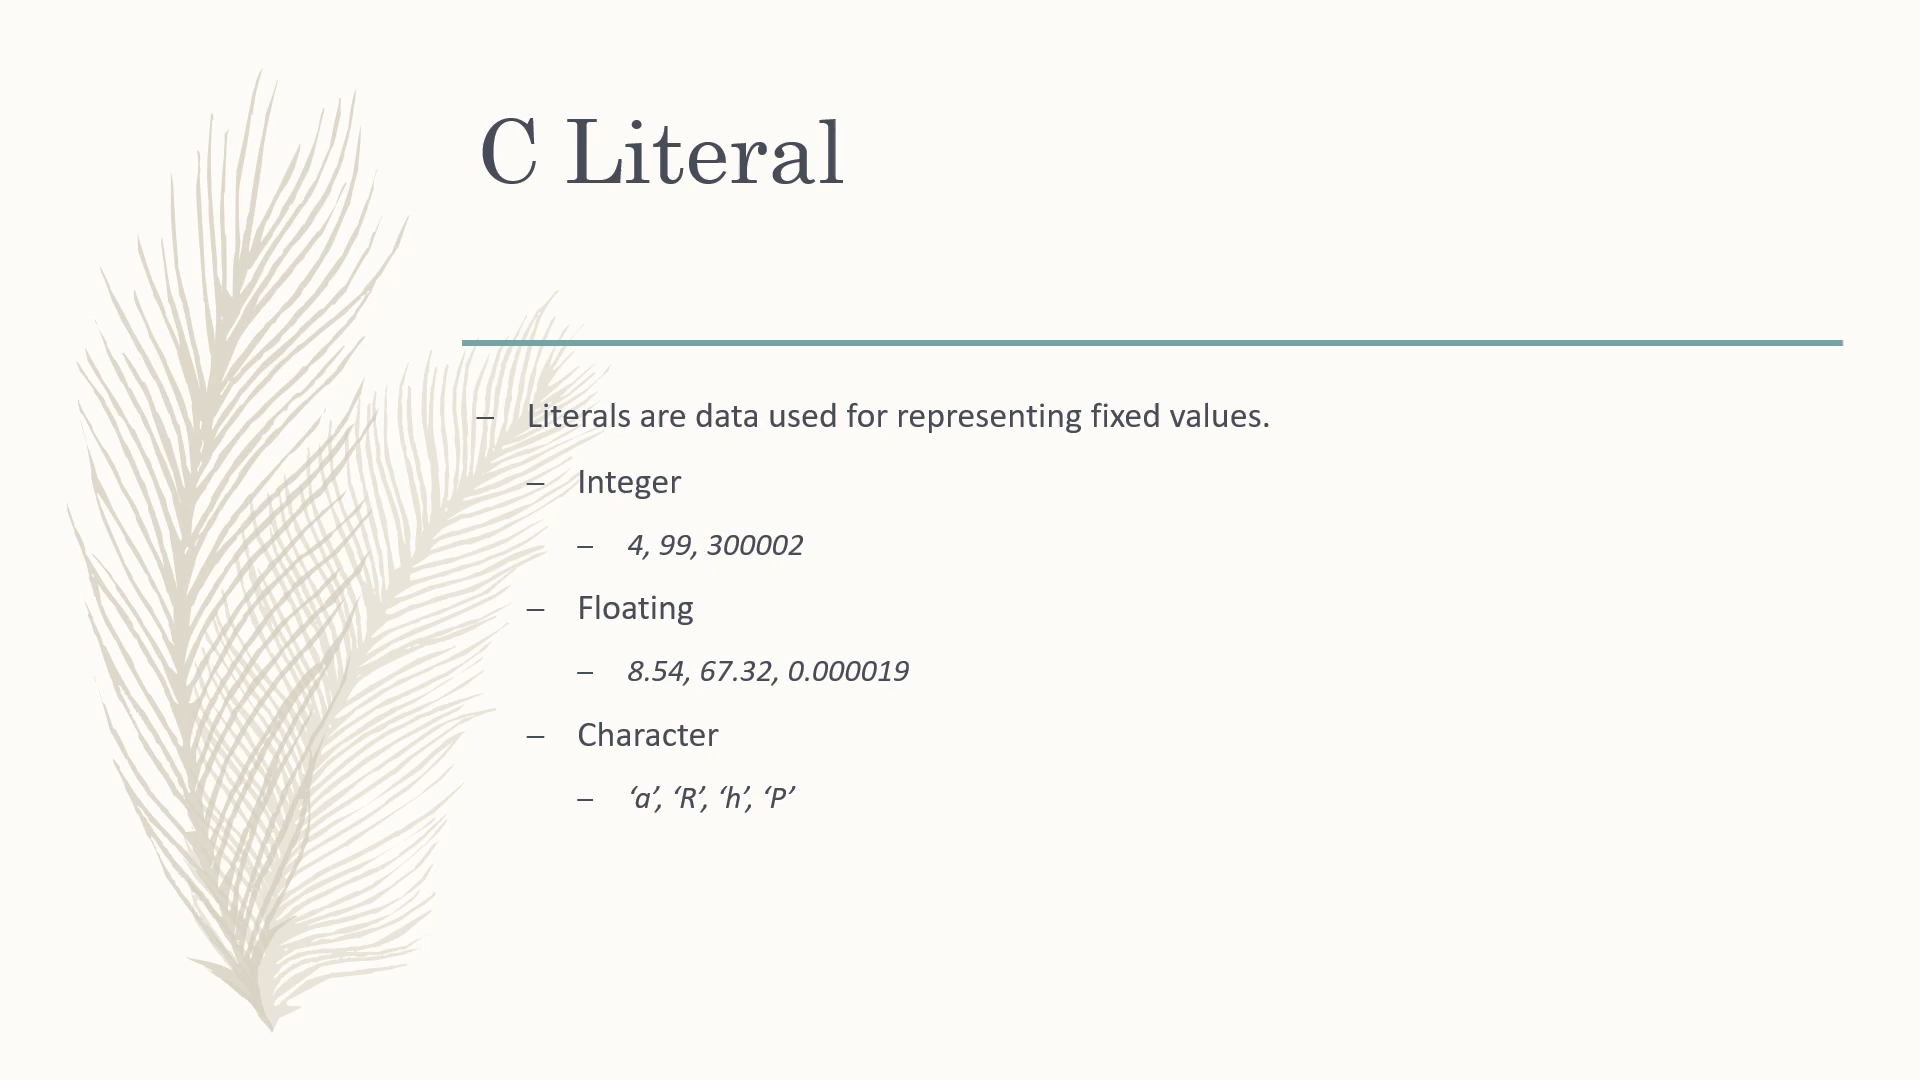 C Literal
– Literals are data used for representing fixed values.
– Integer
– 4, 99, 300002
– Floating
– 8.54, 67.32, 0.000019
– Character
– ‘a’, ‘R’, ‘h’, ‘P’